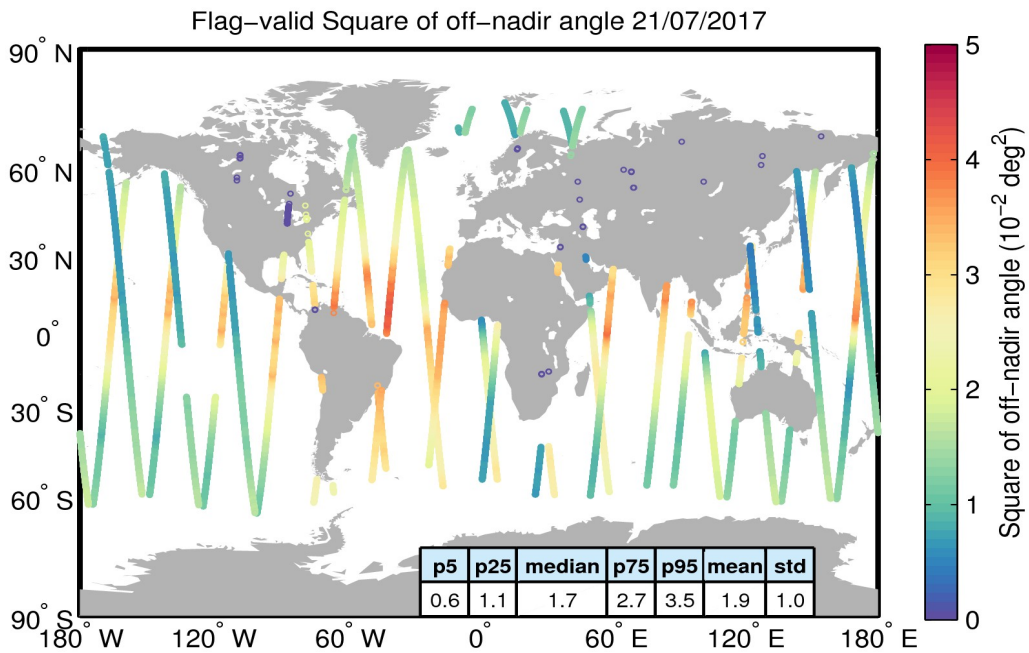 Flag−valid Square of off−nadir angle 21/07/2017
90° N
60° N
30° N
0°
30° S
60° S
90° S
180° W
120° W
60° W
0°
60° E
120° E
180° E
p5 p25 median p75 p95 mean std
0.6 1.1 1.7 2.7 3.5 1.9 1.0
5
4
3
2
1
0
Square of off−nadir angle (10⁻² deg²)